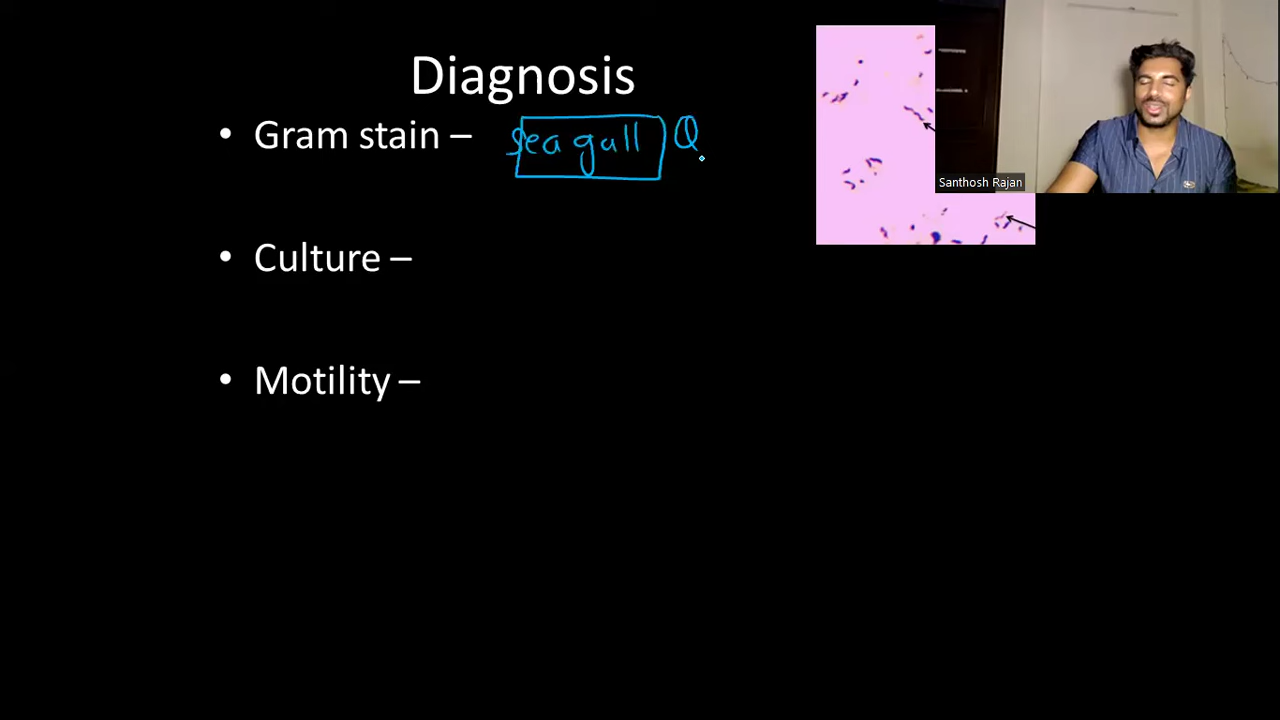 Diagnosis
• Gram stain – sea gull Q
• Culture –
• Motility –
Santhosh Rajan